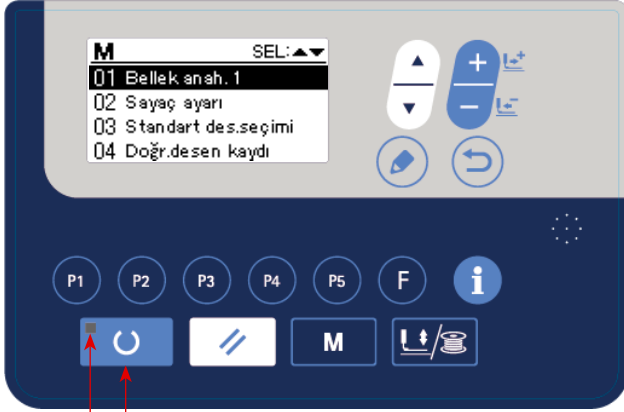 M SEL:▲▼
01 Bellek anah. 1
02 Sayaç ayarı
03 Standart des.seçimi
04 Doğr.desen kaydı
P1 P2 P3 P4 P5 F i
M